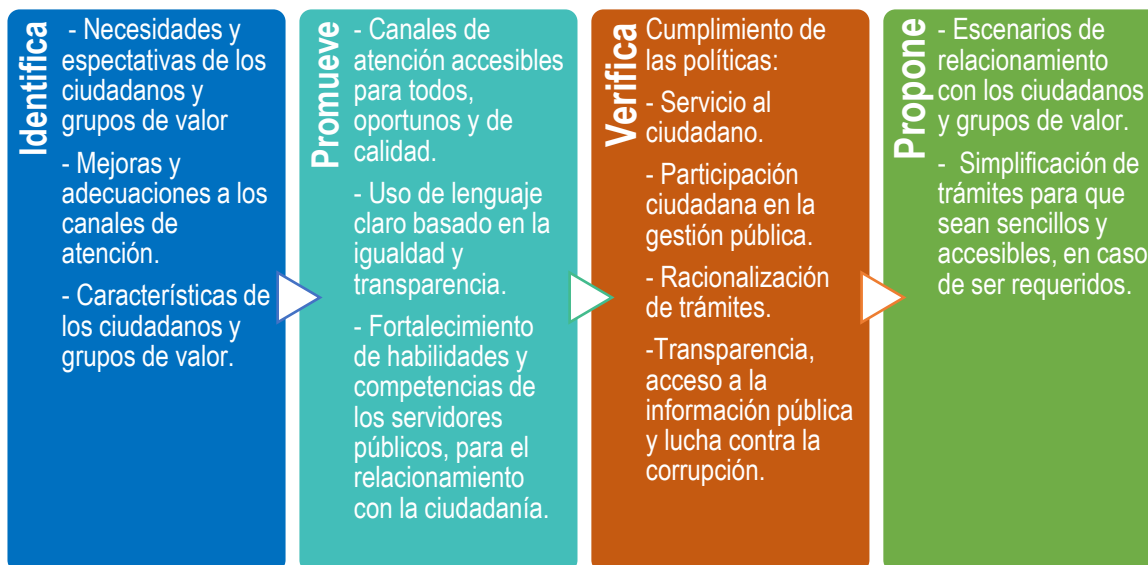 Identifica
- Necesidades y
espectativas de los
ciudadanos y
grupos de valor
- Mejoras y
adecuaciones a los
canales de
atención.
- Características de
los ciudadanos y
grupos de valor.
Promueve
- Canales de
atención accesibles
para todos,
oportunos y de
calidad.
- Uso de lenguaje
claro basado en la
igualdad y
transparencia.
- Fortalecimiento
de habilidades y
competencias de
los servidores
públicos, para el
relacionamiento
con la ciudadanía.
Verifica
Cumplimiento de
las políticas:
- Servicio al
ciudadano.
- Participación
ciudadana en la
gestión pública.
- Racionalización
de trámites.
-Transparencia,
acceso a la
información pública
y lucha contra la
corrupción.
Propone
- Escenarios de
relacionamiento
con los ciudadanos
y grupos de valor.
- Simplificación de
trámites para que
sean sencillos y
accesibles, en caso
de ser requeridos.